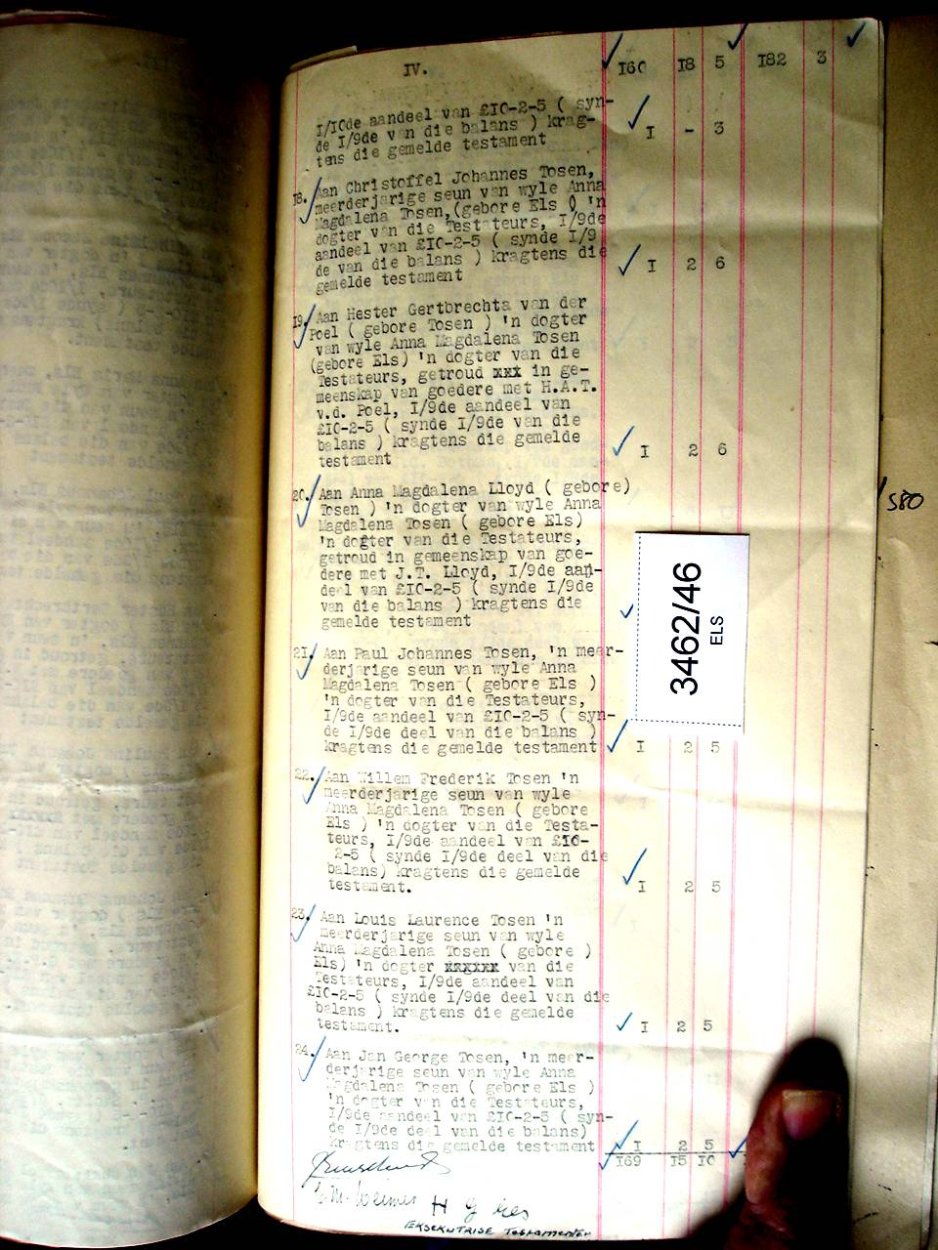 IV. I60 I8 5 I82 3
I/IOde aandeel van £IO-2-5 ( syn-
de I/9de van die balans ) krag-
tens die gemelde testament I - 3
I8. Aan Christoffel Johannes Tosen,
meerderjarige seun van wyle Anna
Magdalena Tosen, (gebore Els ) 'n
dogter van die Testateurs, I/9de
aandeel van £IO-2-5 ( synde I/9
de van die balans ) kragtens die
gemelde testament I 2 6
I9. Aan Hester Gertbrechta van der
Poel ( gebore Tosen ) 'n dogter
van wyle Anna Magdalena Tosen
(gebore Els) 'n dogter van die
Testateurs, getroud xxx in ge-
meenskap van goedere met H.A.T.
v.d. Poel, I/9de aandeel van
£IO-2-5 ( synde I/9de van die
balans ) kragtens die gemelde
testament I 2 6
20. Aan Anna Magdalena Lloyd ( gebore)
Tosen ) 'n dogter van wyle Anna
Magdalena Tosen ( gebore Els)
'n dogter van die Testateurs,
getroud in gemeenskap van goe-
dere met J.T. Lloyd, I/9de aan-
deel van £IO-2-5 ( synde I/9de
van die balans ) kragtens die
gemelde testament
2I. Aan Paul Johannes Tosen, 'n meer-
derjarige seun van wyle Anna
Magdalena Tosen ( gebore Els )
'n dogter van die Testateurs,
I/9de aandeel van £IO-2-5 ( syn-
de I/9de deel van die balans )
kragtens die gemelde testament I 2 5
22. Aan Willem Frederik Tosen 'n
meerderjarige seun van wyle
Anna Magdalena Tosen ( gebore
Els ) 'n dogter van die Testa-
teurs, I/9de aandeel van £IO-
2-5 ( synde I/9de deel van die
balans) kragtens die gemelde
testament. I 2 5
23. Aan Louis Laurence Tosen 'n
meerderjarige seun van wyle
Anna Magdalena Tosen ( gebore )
Els) 'n dogter xxxxxx van die
Testateurs, I/9de aandeel van
£IO-2-5 ( synde I/9de deel van die
balans ) kragtens die gemelde
testament. I 2 5
24. Aan Jan George Tosen, 'n meer-
derjarige seun van wyle Anna
Magdalena Tosen ( gebore Els )
'n dogter van die Testateurs,
I/9de aandeel van £IO-2-5 ( syn-
de I/9de deel van die balans)
kragtens die gemelde testament I 2 5
I69 I5 IO
H G Els
EKSEKUTRISE TESTAMENTÊR
3462/46
ELS
580